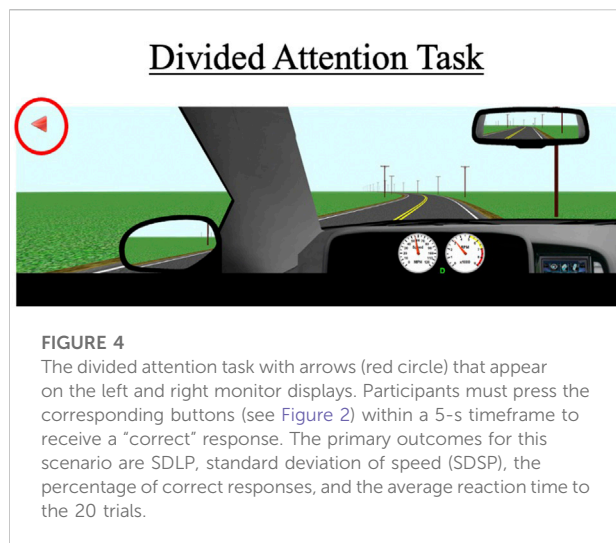 Divided Attention Task
D
FIGURE 4
The divided attention task with arrows (red circle) that appear
on the left and right monitor displays. Participants must press the
corresponding buttons (see Figure 2) within a 5-s timeframe to
receive a “correct” response. The primary outcomes for this
scenario are SDLP, standard deviation of speed (SDSP), the
percentage of correct responses, and the average reaction time to
the 20 trials.